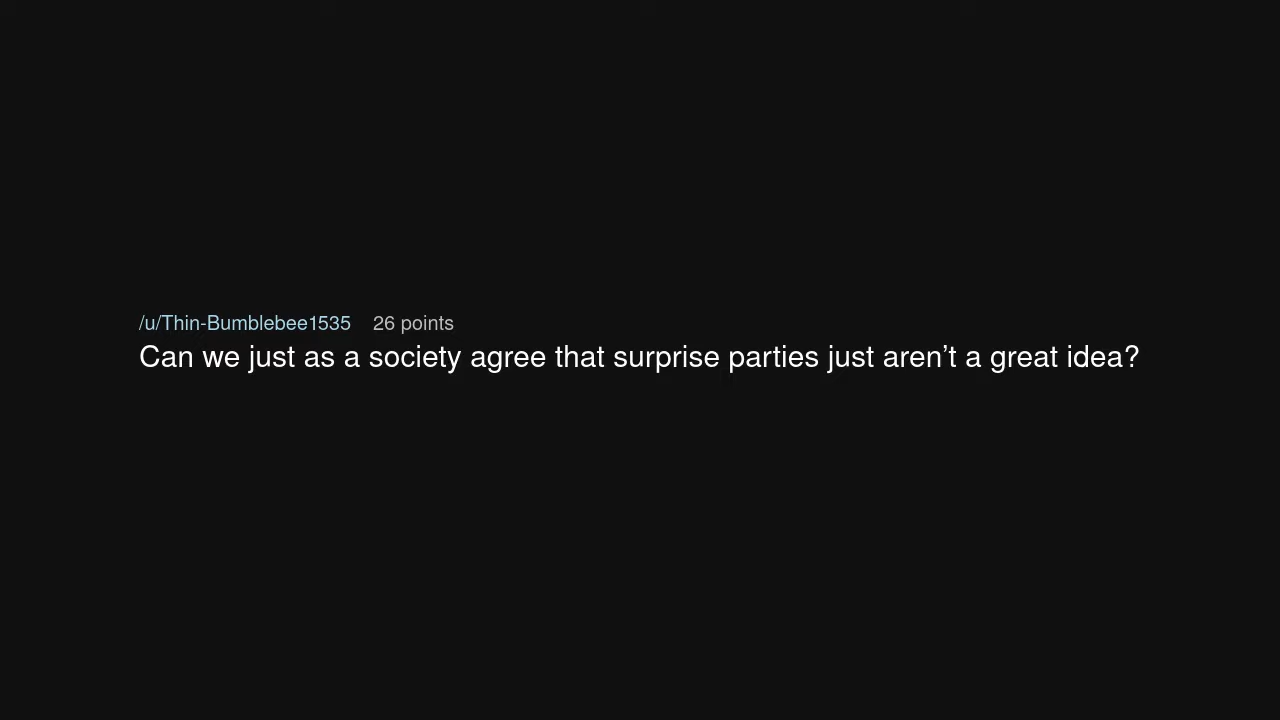 /u/Thin-Bumblebee1535 26 points
Can we just as a society agree that surprise parties just aren’t a great idea?